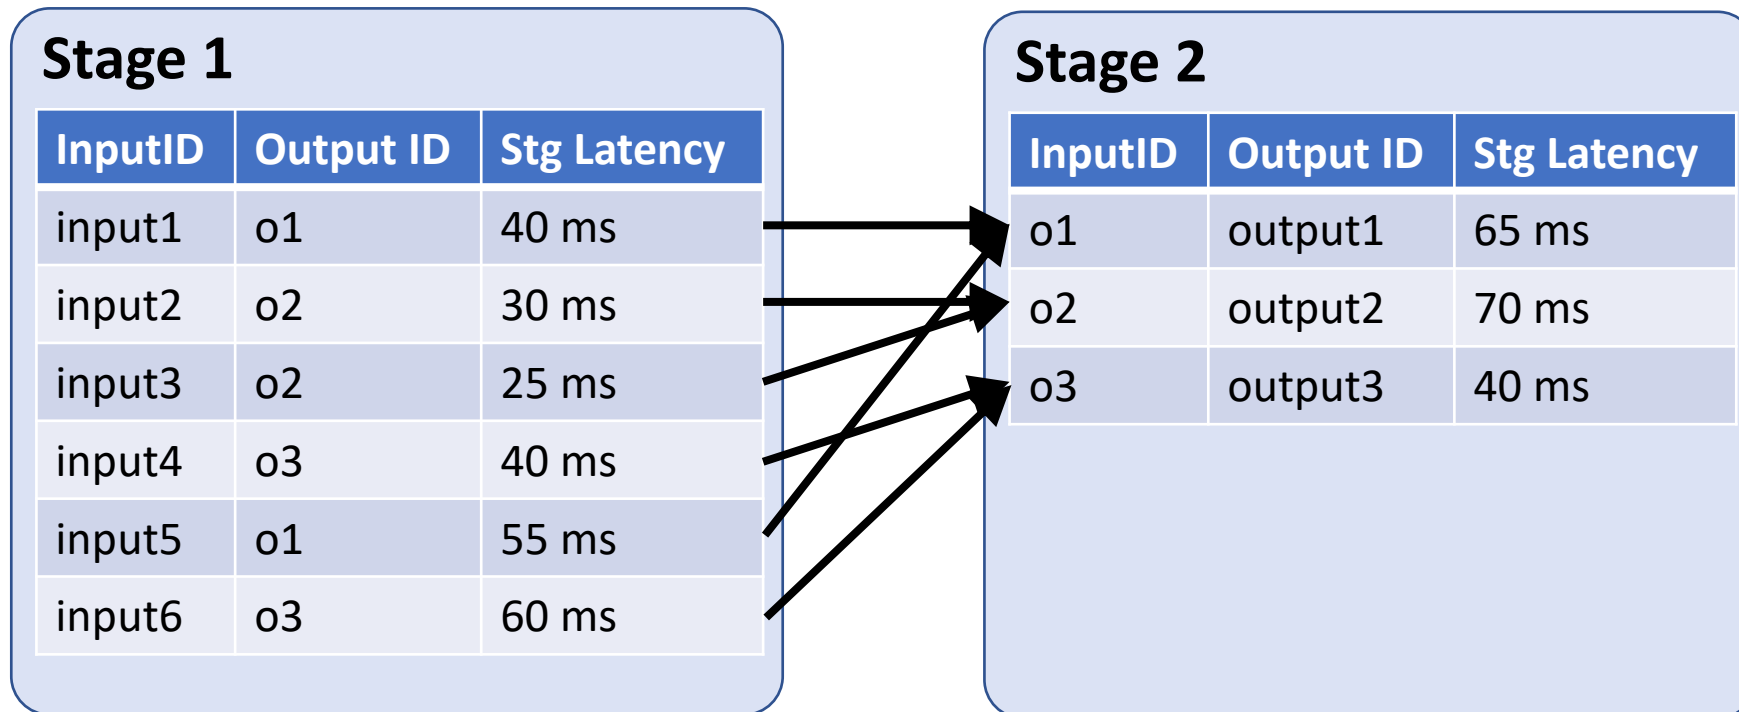 Stage 1
InputID Output ID Stg Latency
input1 o1 40 ms
input2 o2 30 ms
input3 o2 25 ms
input4 o3 40 ms
input5 o1 55 ms
input6 o3 60 ms
Stage 2
InputID Output ID Stg Latency
o1 output1 65 ms
o2 output2 70 ms
o3 output3 40 ms